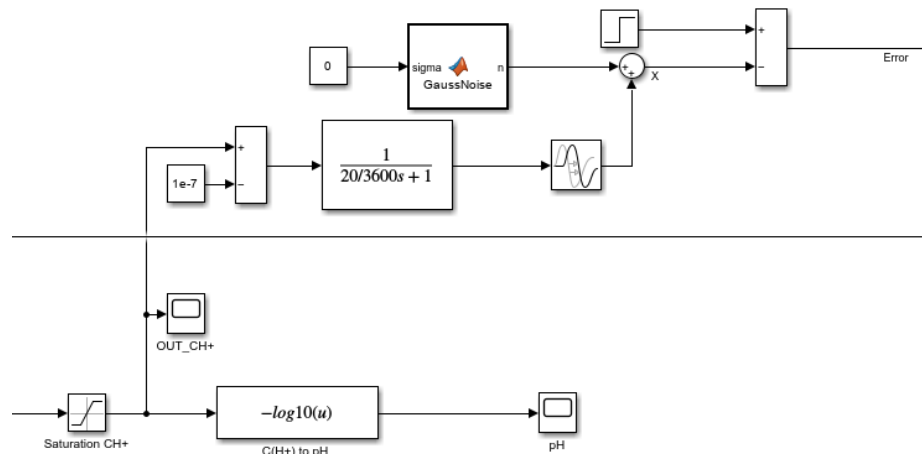 +
−
Error
0
sigma
n
GaussNoise
+
+
X
1
20/3600s + 1
+
−
1e-7
OUT_CH+
−log10(u)
Saturation CH+
C(H+) to pH
pH